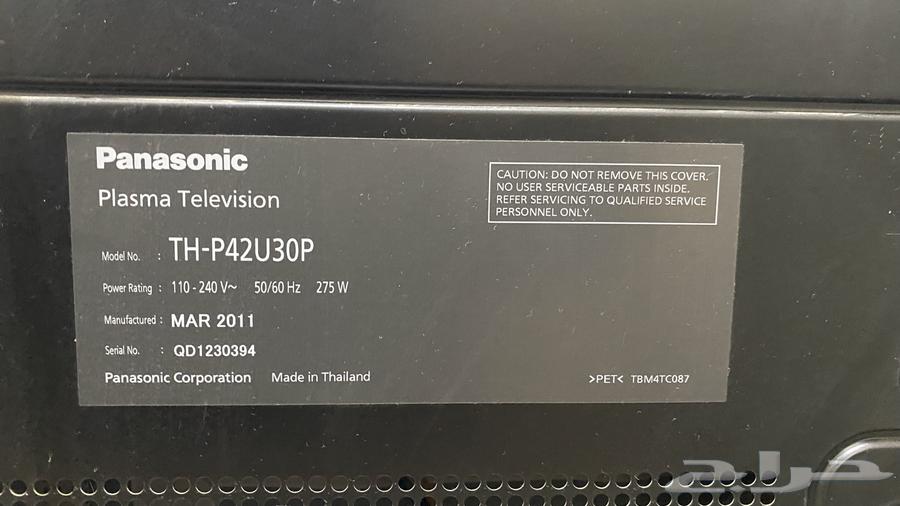 Panasonic
Plasma Television
CAUTION: DO NOT REMOVE THIS COVER.
NO USER SERVICEABLE PARTS INSIDE.
REFER SERVICING TO QUALIFIED SERVICE
PERSONNEL ONLY.
Model No. : TH-P42U30P
Power Rating : 110 - 240 V~ 50/60 Hz 275 W
Manufactured : MAR 2011
Serial No. : QD1230394
Panasonic Corporation Made in Thailand
>PET< TBM4TC087
حراج